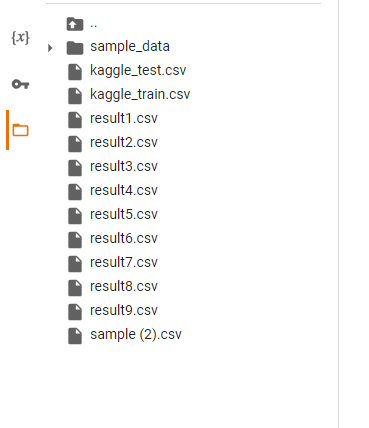 {x}
..
sample_data
kaggle_test.csv
kaggle_train.csv
result1.csv
result2.csv
result3.csv
result4.csv
result5.csv
result6.csv
result7.csv
result8.csv
result9.csv
sample (2).csv